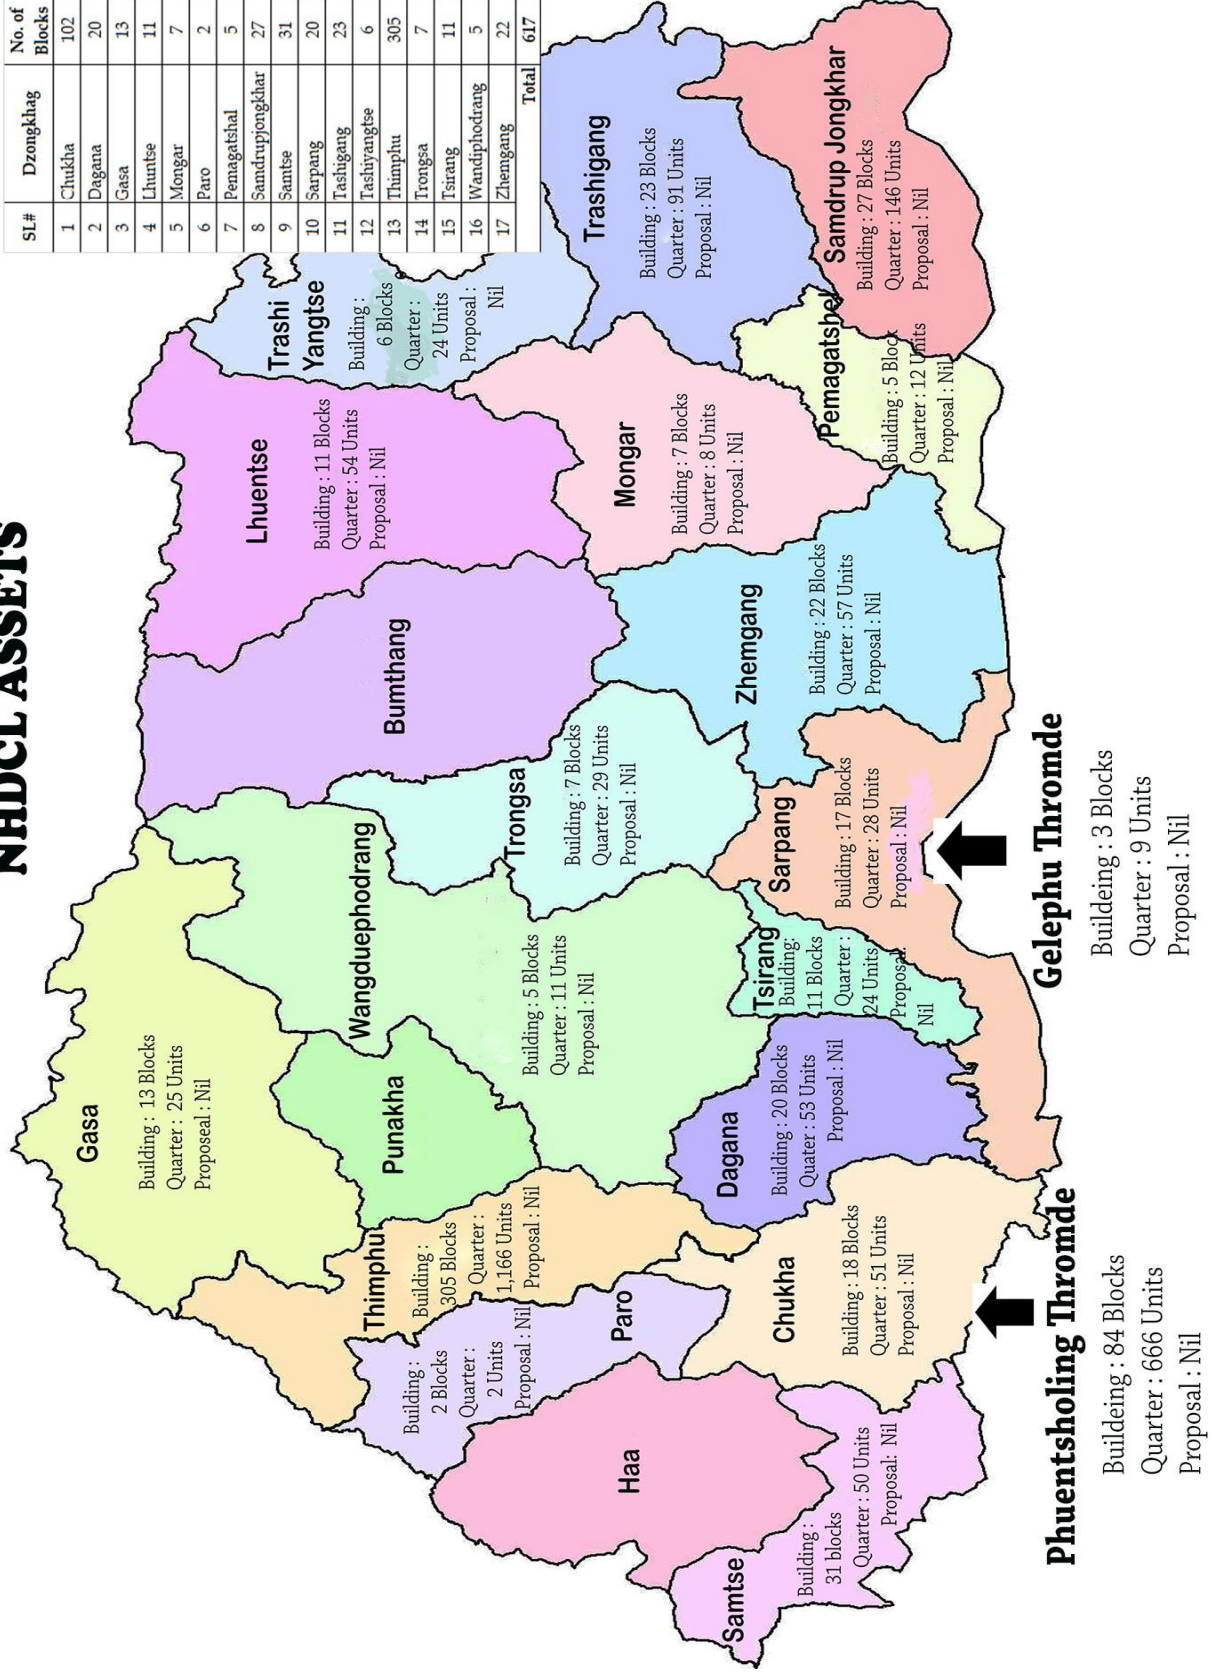 NHDCL ASSETS
SL# Dzongkhag No. of Blocks
1 Chukha 102
2 Dagana 20
3 Gasa 13
4 Lhuntse 11
5 Mongar 7
6 Paro 2
7 Pemagatshal 5
8 Samdrupjongkhar 27
9 Samtse 31
10 Sarpang 20
11 Tashigang 23
12 Tashiyangtse 6
13 Thimphu 305
14 Trongsa 7
15 Tsirang 11
16 Wandiphodrang 5
17 Zhemgang 22
Total 617
Gasa
Building : 13 Blocks
Quarter : 25 Units
Proposeal : Nil
Lhuentse
Building : 11 Blocks
Quarter : 54 Units
Proposal : Nil
Trashi
Yangtse
Building :
6 Blocks
Quarter :
24 Units
Proposal :
Nil
Bumthang
Wangduephodrang
Building : 5 Blocks
Quarter : 11 Units
Proposal : Nil
Punakha
Thimphu
Building :
305 Blocks
Quarter :
1,166 Units
Proposal : Nil
Paro
Building :
2 Blocks
Quarter :
2 Units
Proposal : Nil
Haa
Trongsa
Building : 7 Blocks
Quarter : 29 Units
Proposal : Nil
Mongar
Building : 7 Blocks
Quarter : 8 Units
Proposal : Nil
Trashigang
Building : 23 Blocks
Quarter : 91 Units
Proposal : Nil
Samtse
Building :
31 blocks
Quarter : 50 Units
Proposal: Nil
Chukha
Building : 18 Blocks
Quarter : 51 Units
Proposal : Nil
Dagana
Building : 20 Blocks
Quater : 53 Units
Proposal : Nil
Tsirang
Building:
11 Blocks
Quarter :
24 Units
Proposal:
Nil
Sarpang
Building : 17 Blocks
Quarter : 28 Units
Proposal : Nil
Zhemgang
Building : 22 Blocks
Quarter : 57 Units
Proposal : Nil
Pemagatshel
Building : 5 Block
Quarter : 12 Units
Proposal : Nil
Samdrup Jongkhar
Building : 27 Blocks
Quarter : 146 Units
Proposal : Nil
Phuentsholing Thromde
Buildeing : 84 Blocks
Quarter : 666 Units
Proposal : Nil
Gelephu Thromde
Buildeing : 3 Blocks
Quarter : 9 Units
Proposal : Nil